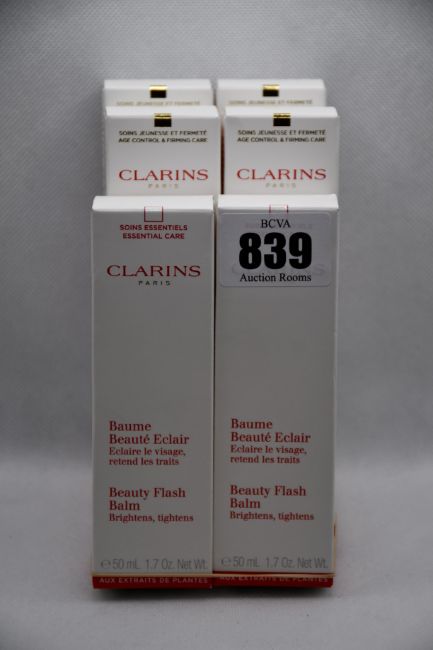 SOINS JEUNESSE ET FERMETÉ
AGE CONTROL & FIRMING CARE
CLARINS
PARIS
SOINS JEUNESSE ET FERMETÉ
AGE CONTROL & FIRMING CARE
CLARINS
PARIS
SOINS ESSENTIELS
ESSENTIAL CARE
CLARINS
PARIS
Baume
Beauté Eclair
Eclaire le visage,
retend les traits
Beauty Flash
Balm
Brightens, tightens
℮50 mL 1.7 Oz. Net Wt.
AUX EXTRAITS DE PLANTES
BCVA
839
Auction Rooms
Baume
Beauté Eclair
Eclaire le visage,
retend les traits
Beauty Flash
Balm
Brightens, tightens
℮50 mL 1.7 Oz. Net Wt.
AUX EXTRAITS DE PLANTES